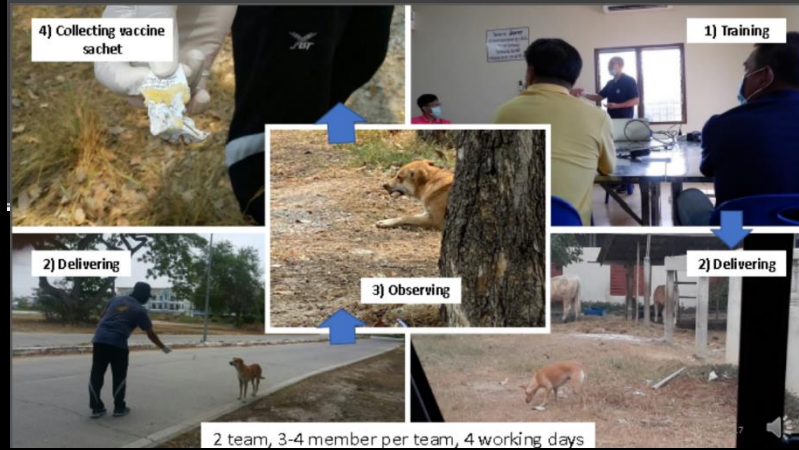 4) Collecting vaccine
sachet
1) Training
2) Delivering
2) Delivering
3) Observing
2 team, 3-4 member per team, 4 working days